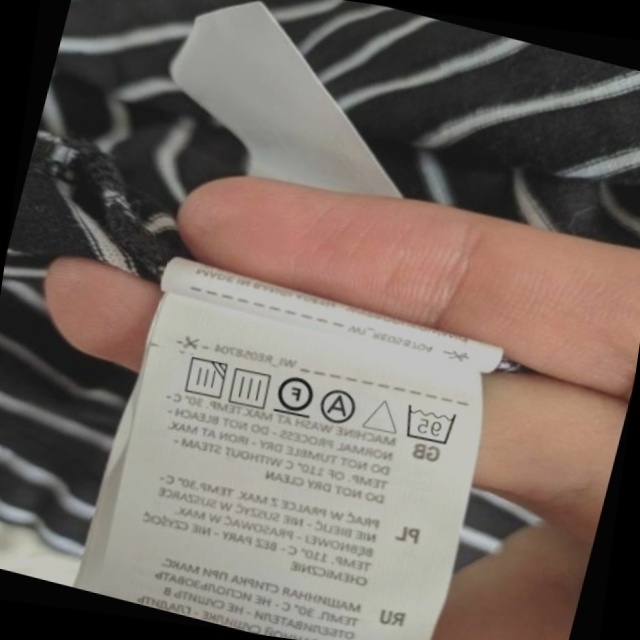 WI_RE058704
95
A
F
GB
MACHINE WASH AT MAX.TEMP. 30° C -
NORMAL PROCESS - DO NOT BLEACH -
DO NOT TUMBLE DRY - IRON AT MAX.
TEMP. OF 110° C WITHOUT STEAM -
DO NOT DRY CLEAN
PL
PRAĆ W PRALCE Z MAX. TEMP. 30° C -
NIE BIELIĆ - NIE SUSZYĆ W SUSZARCE
BĘBNOWEJ - PRASOWAĆ W MAX.
TEMP. 110° C - BEZ PARY - NIE CZYŚCIĆ
CHEMICZNIE
RU
МАШИННАЯ СТИРКА ПРИ МАКС.
ТЕМП. 30° C - НЕ ИСПОЛЬЗОВАТЬ
ОТБЕЛИВАТЕЛИ - НЕ СУШИТЬ В